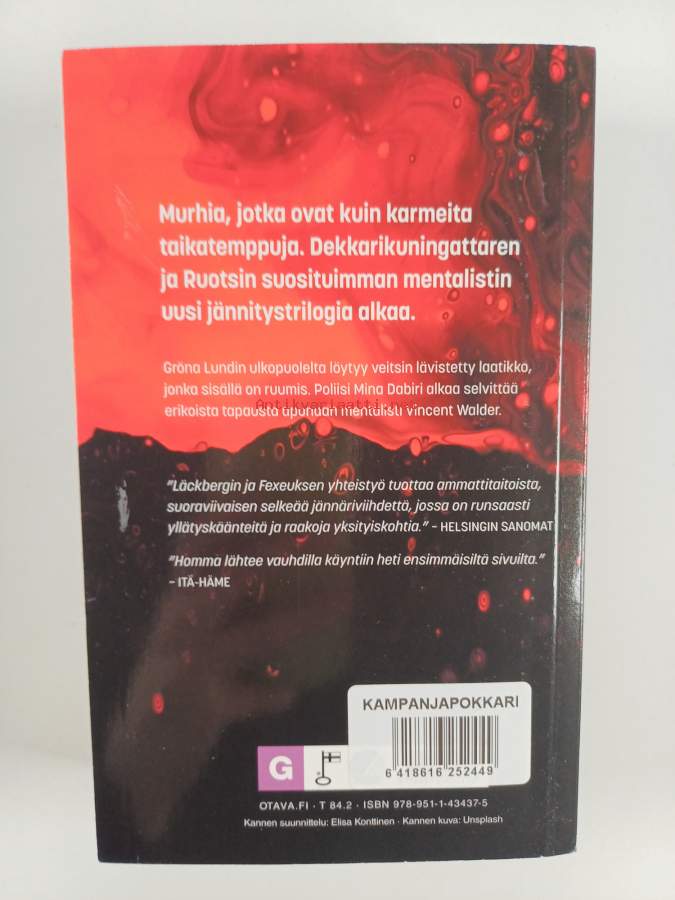 Murhia, jotka ovat kuin karmeita
taikatemppuja. Dekkarikuningattaren
ja Ruotsin suosituimman mentalistin
uusi jännitystrilogia alkaa.
Gröna Lundin ulkopuolelta löytyy veitsin lävistetty laatikko,
jonka sisällä on ruumis. Poliisi Mina Dabiri alkaa selvittää
Antikvariaatti.net
erikoista tapausta apunaan mentalisti Vincent Walder.
”Läckbergin ja Fexeuksen yhteistyö tuottaa ammattitaitoista,
suoraviivaisen selkeää jännäriviihdettä, jossa on runsaasti
yllätyskäänteitä ja raakoja yksityiskohtia.” – HELSINGIN SANOMAT
”Homma lähtee vauhdilla käyntiin heti ensimmäisiltä sivuilta.”
– ITÄ-HÄME
KAMPANJAPOKKARI
6 418616 252449
G
OTAVA.FI · T 84.2 · ISBN 978-951-1-43437-5
Kannen suunnittelu: Elisa Konttinen · Kannen kuva: Unsplash